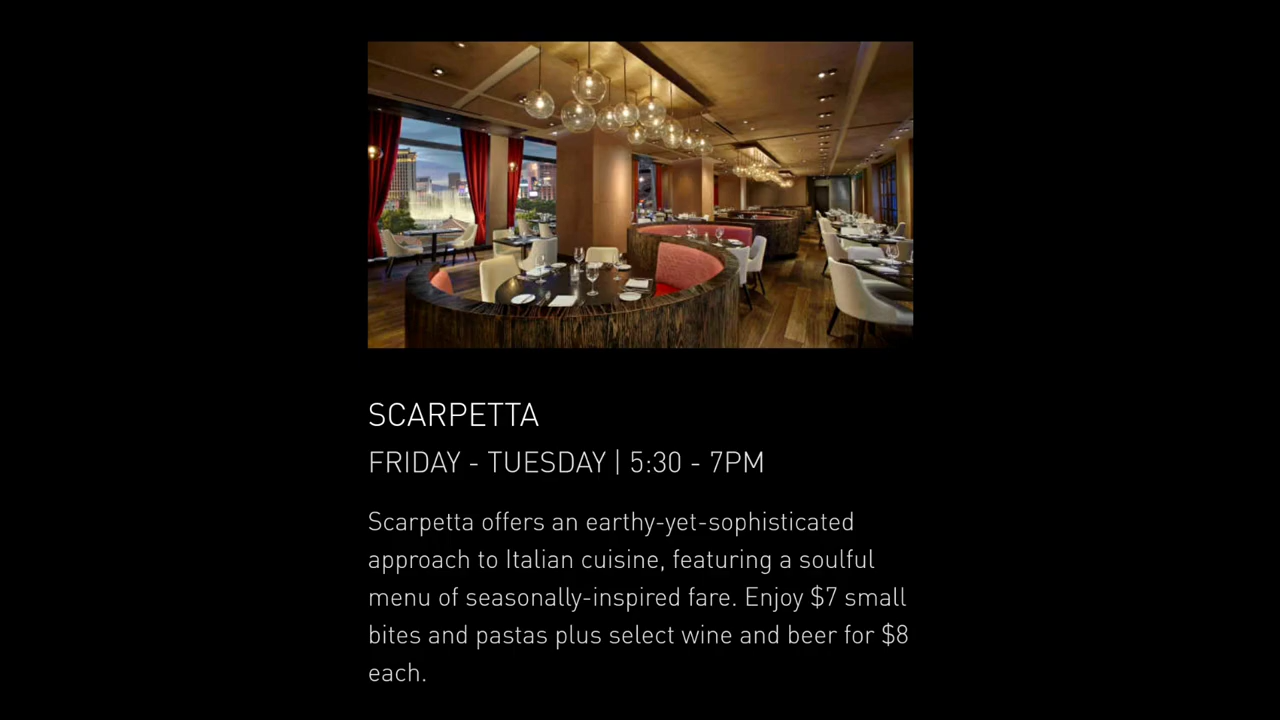 SCARPETTA
FRIDAY - TUESDAY | 5:30 - 7PM
Scarpetta offers an earthy-yet-sophisticated
approach to Italian cuisine, featuring a soulful
menu of seasonally-inspired fare. Enjoy $7 small
bites and pastas plus select wine and beer for $8
each.